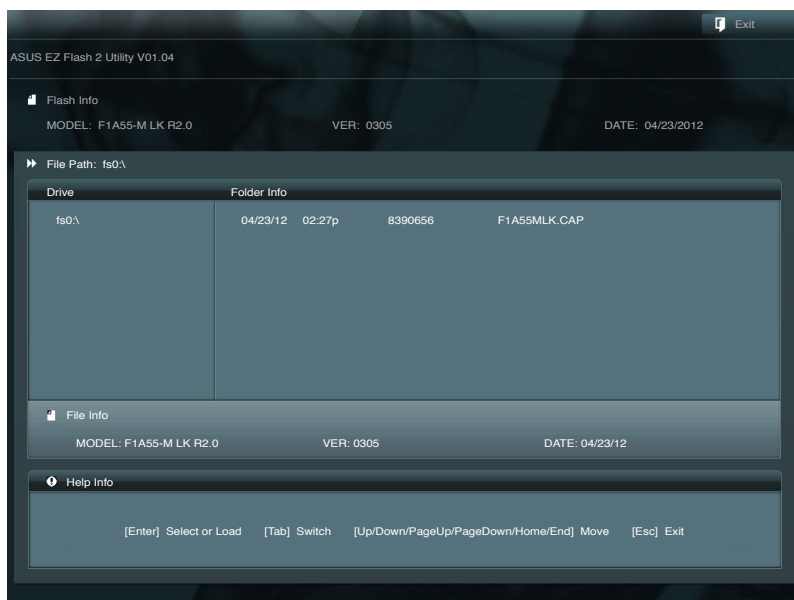 Exit
ASUS EZ Flash 2 Utility V01.04
Flash Info
MODEL: F1A55-M LK R2.0 VER: 0305 DATE: 04/23/2012
File Path: fs0:\
Drive Folder Info
fs0:\ 04/23/12 02:27p 8390656 F1A55MLK.CAP
File Info
MODEL: F1A55-M LK R2.0 VER: 0305 DATE: 04/23/12
Help Info
[Enter] Select or Load [Tab] Switch [Up/Down/PageUp/PageDown/Home/End] Move [Esc] Exit